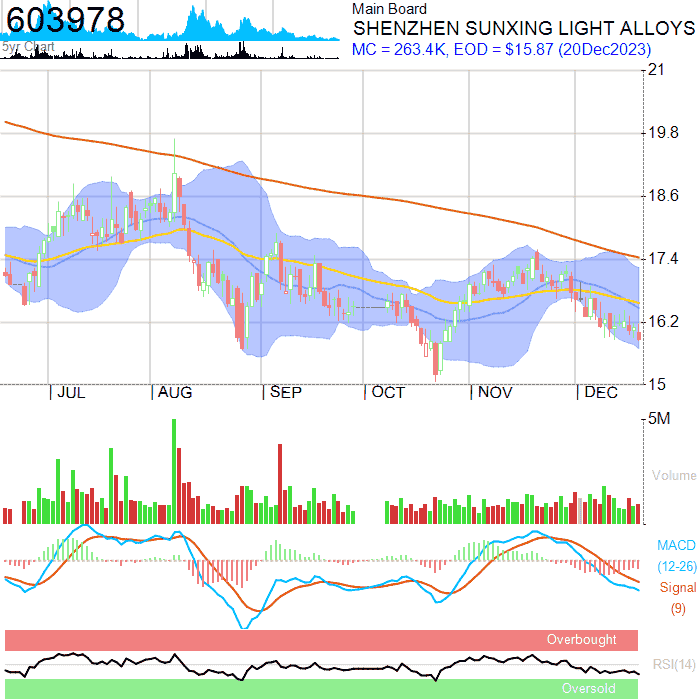 603978
5yr Chart
Main Board
SHENZHEN SUNXING LIGHT ALLOYS
MC = 263.4K, EOD = $15.87 (20Dec2023)
21
19.8
18.6
17.4
16.2
15
JUL AUG SEP OCT NOV DEC
5M
Volume
MACD
(12-26)
Signal
(9)
Overbought
RSI(14)
Oversold